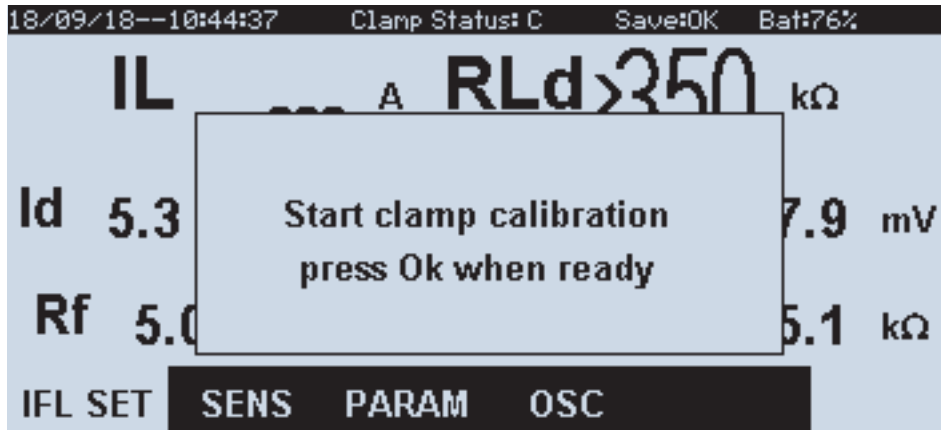 18/09/18--10:44:37 Clamp Status: C Save:OK Bat:76%
IL A RLd >350 kΩ
Start clamp calibration
press Ok when ready
Id 5.3 7.9 mV
Rf 5.0 5.1 kΩ
IFL SET SENS PARAM OSC